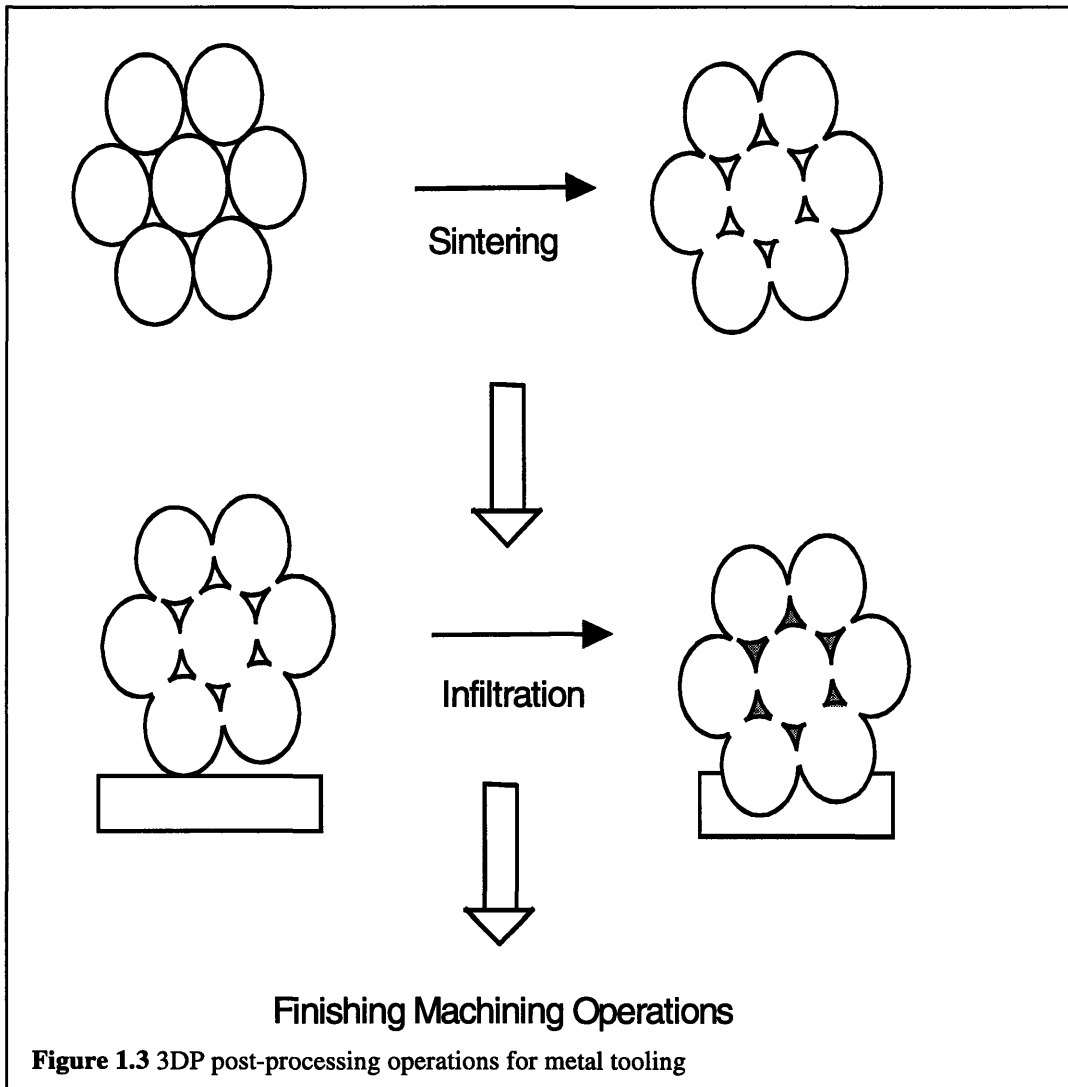 Sintering
Infiltration
Finishing Machining Operations
Figure 1.3 3DP post-processing operations for metal tooling